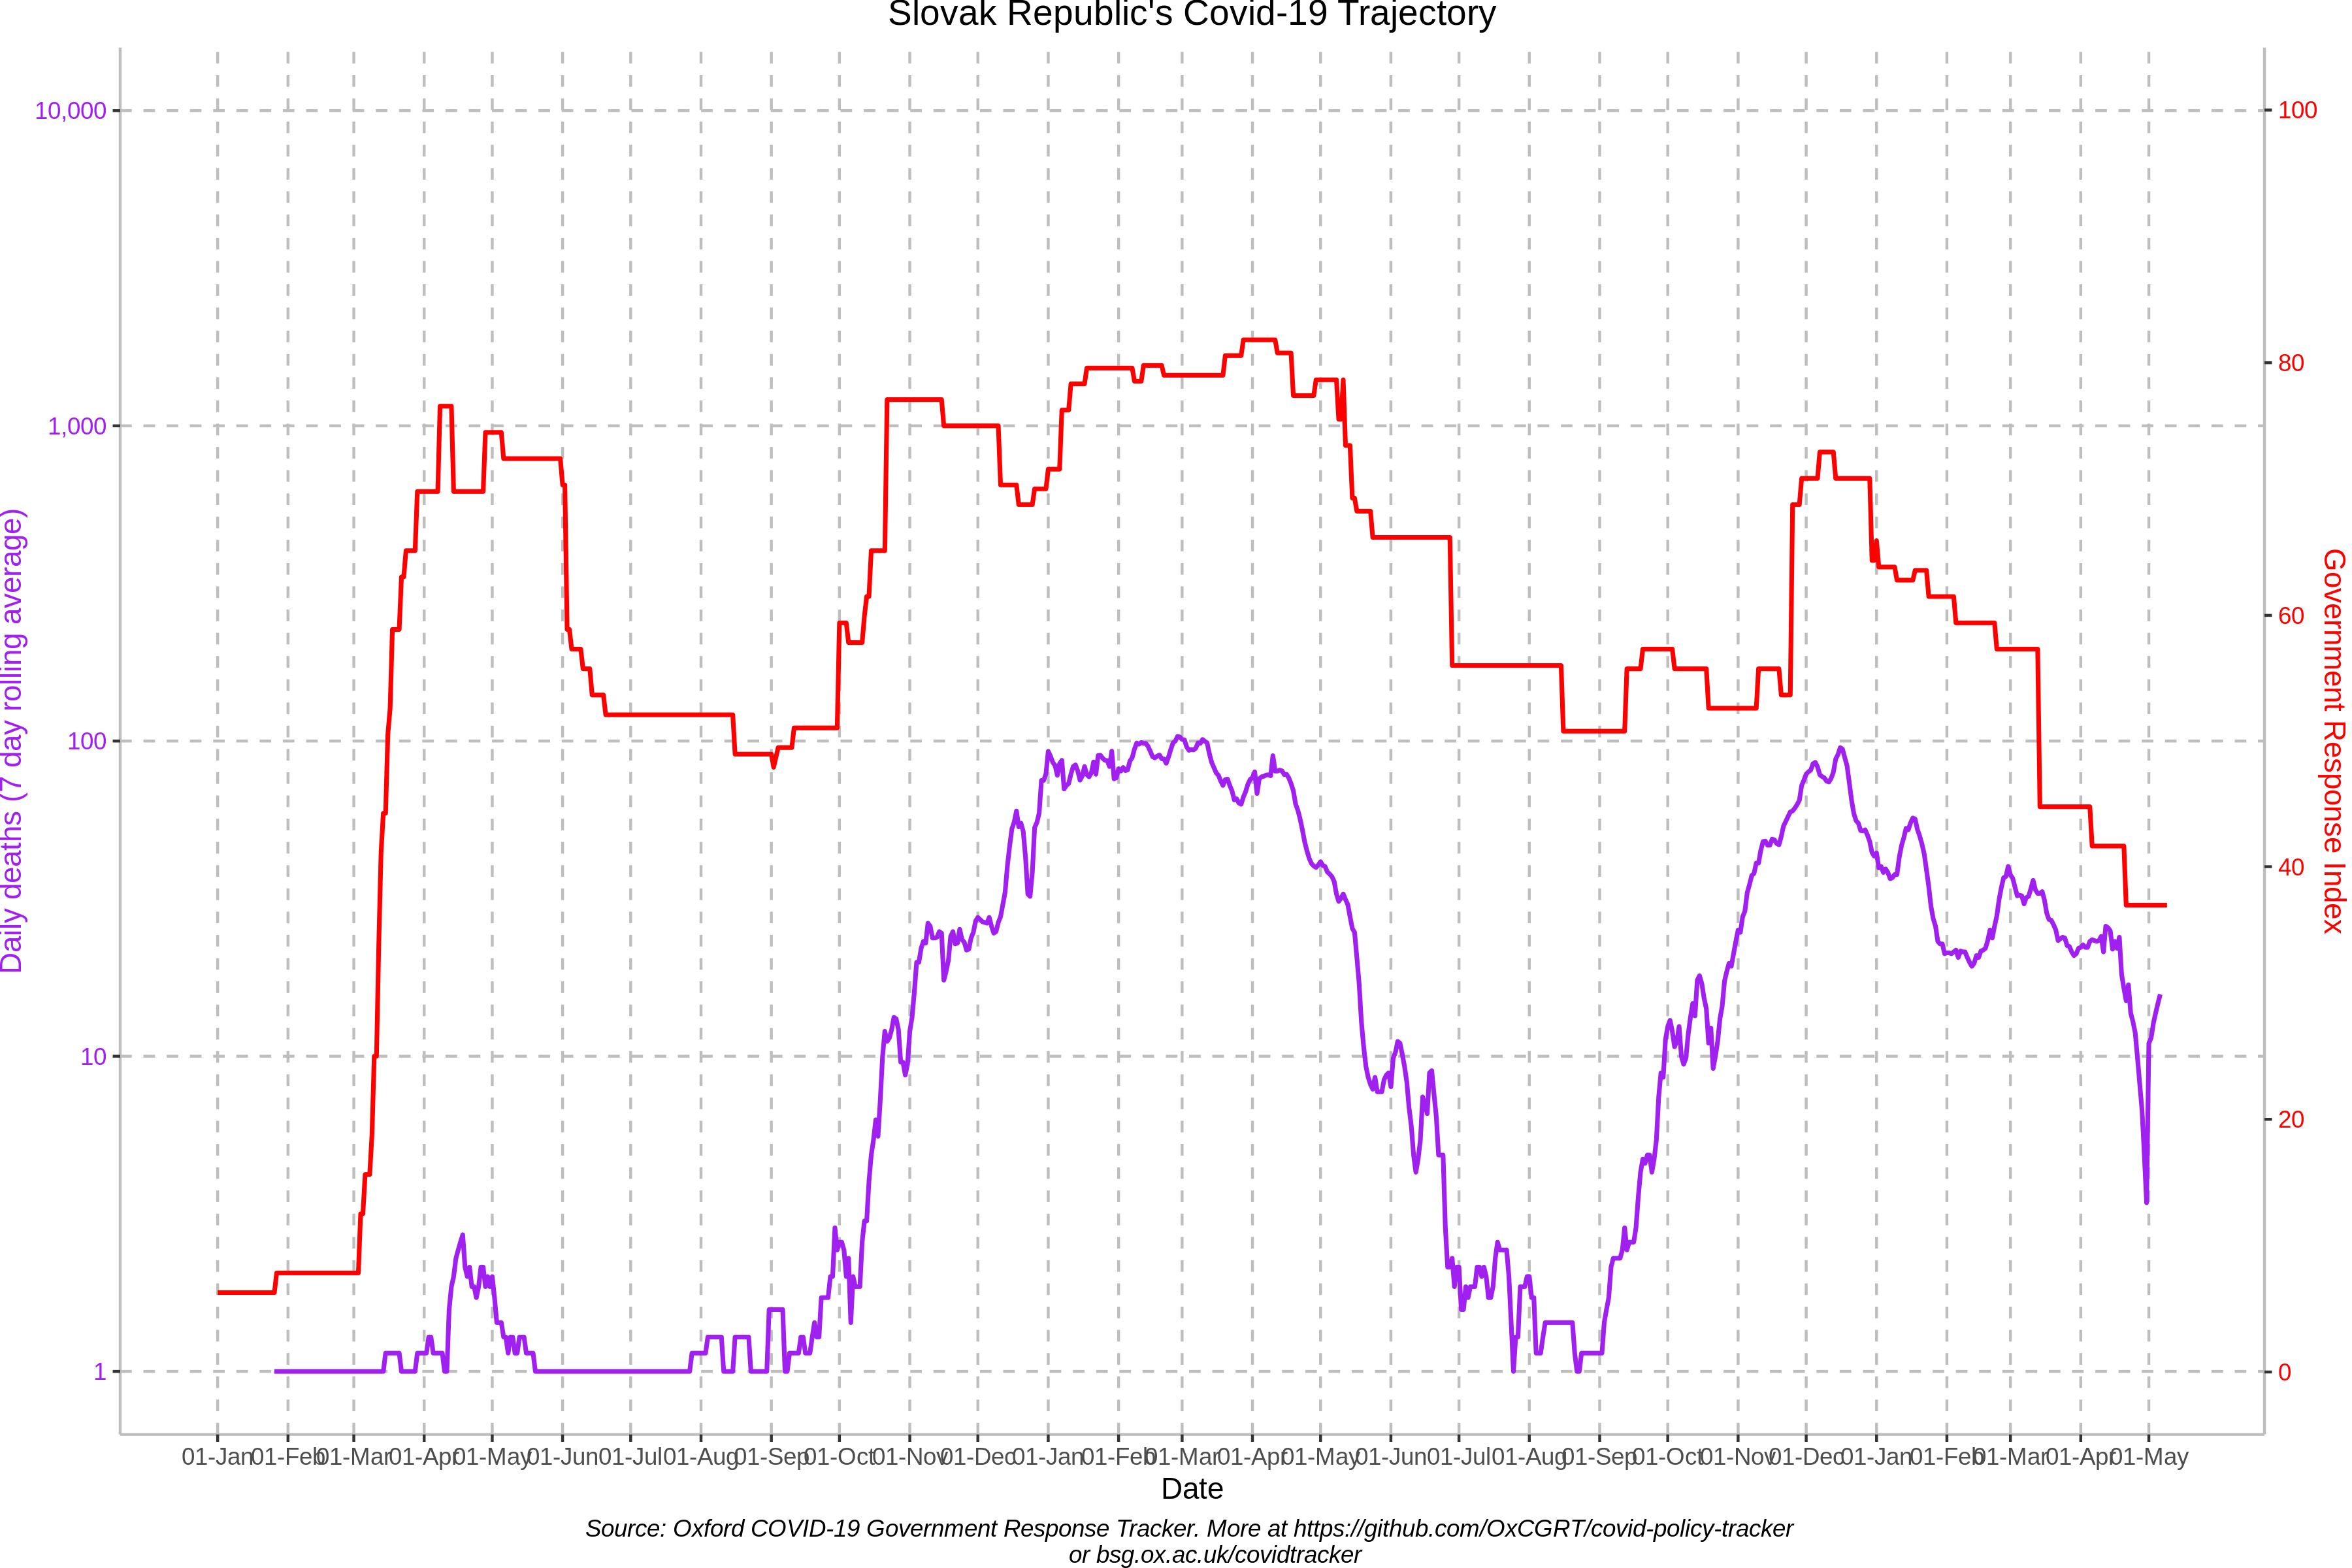 Slovak Republic's Covid-19 Trajectory
10,000
1,000
100
10
1
Daily deaths (7 day rolling average)
100
80
60
40
20
0
Government Response Index
01-Jan 01-Feb 01-Mar 01-Apr 01-May 01-Jun 01-Jul 01-Aug 01-Sep 01-Oct 01-Nov 01-Dec 01-Jan 01-Feb 01-Mar 01-Apr 01-May 01-Jun 01-Jul 01-Aug 01-Sep 01-Oct 01-Nov 01-Dec 01-Jan 01-Feb 01-Mar 01-Apr 01-May
Date
Source: Oxford COVID-19 Government Response Tracker. More at https://github.com/OxCGRT/covid-policy-tracker
or bsg.ox.ac.uk/covidtracker